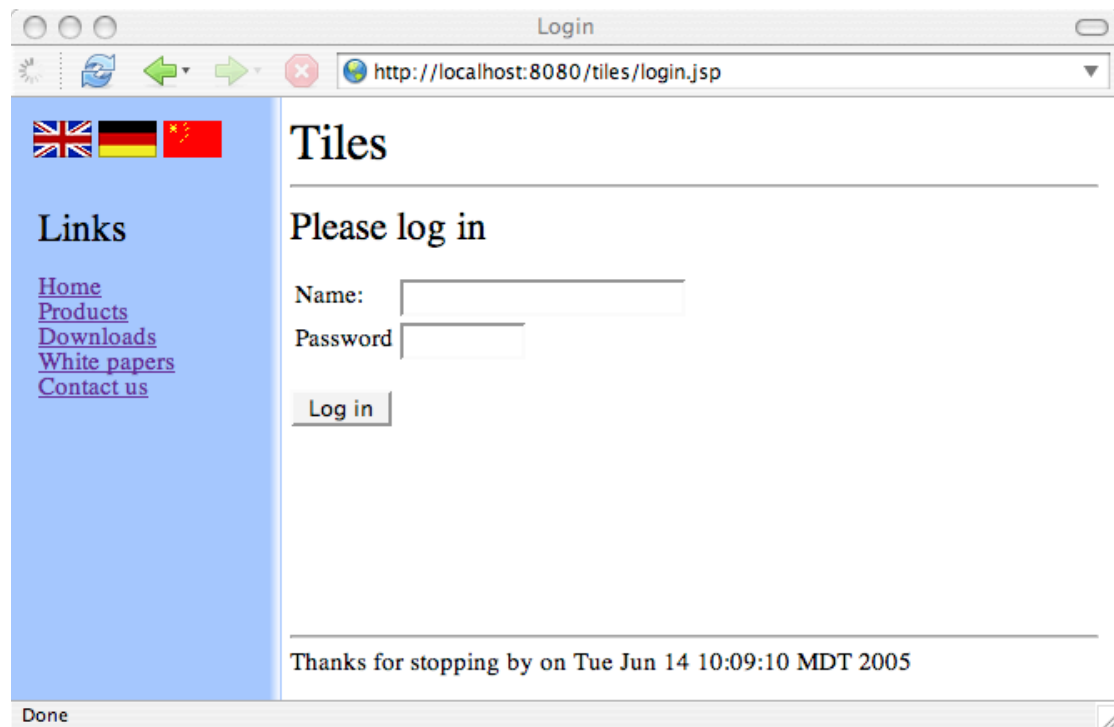 Login
http://localhost:8080/tiles/login.jsp
Links
Home
Products
Downloads
White papers
Contact us
Tiles
Please log in
Name:
Password
Log in
Thanks for stopping by on Tue Jun 14 10:09:10 MDT 2005
Done